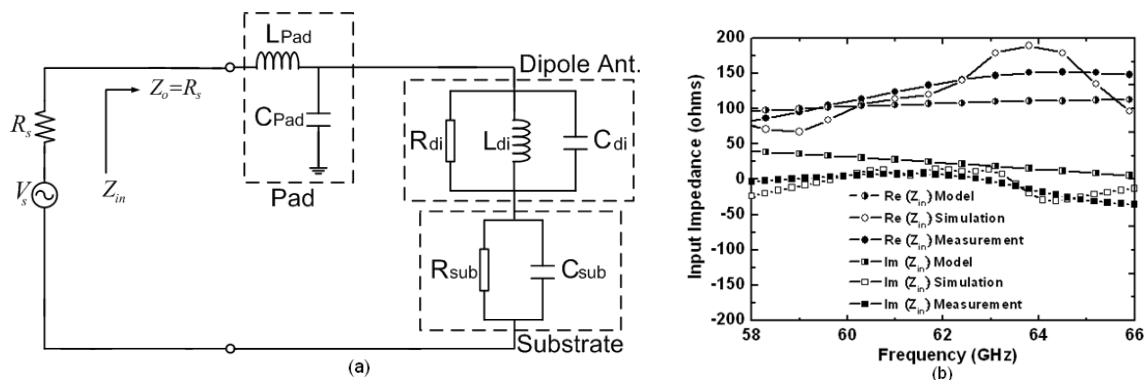 L Pad
Dipole Ant.
Zo=Rs
CPad
Rs
Rdi
Ldi
Cdi
Vs
Zin
Pad
Rsub
Csub
Substrate
(a)
Input Impedance (ohms)
200
150
100
50
0
-50
-100
-150
-200
Re (Zin) Model
Re (Zin) Simulation
Re (Zin) Measurement
Im (Zin) Model
Im (Zin) Simulation
Im (Zin) Measurement
58 60 62 64 66
Frequency (GHz)
(b)